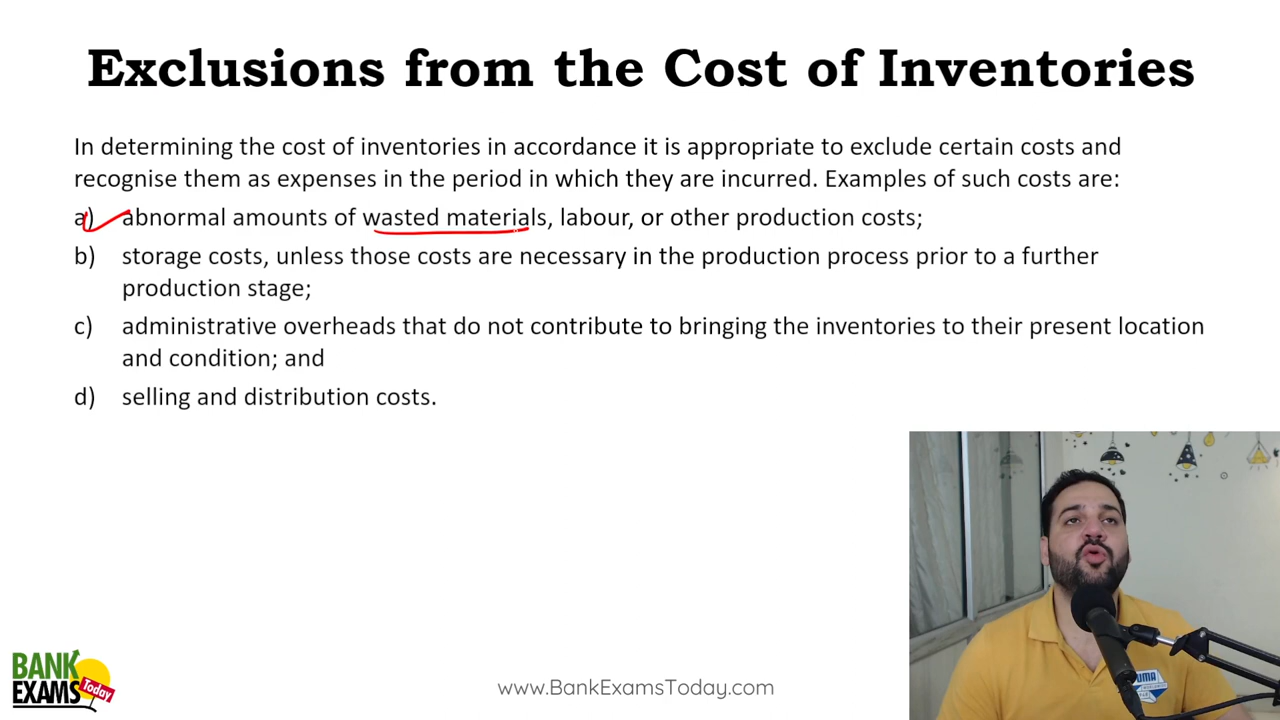 Exclusions from the Cost of Inventories
In determining the cost of inventories in accordance it is appropriate to exclude certain costs and
recognise them as expenses in the period in which they are incurred. Examples of such costs are:
a) abnormal amounts of wasted materials, labour, or other production costs;
b) storage costs, unless those costs are necessary in the production process prior to a further
production stage;
c) administrative overheads that do not contribute to bringing the inventories to their present location
and condition; and
d) selling and distribution costs.
BANK
EXAMS
Today
www.BankExamsToday.com